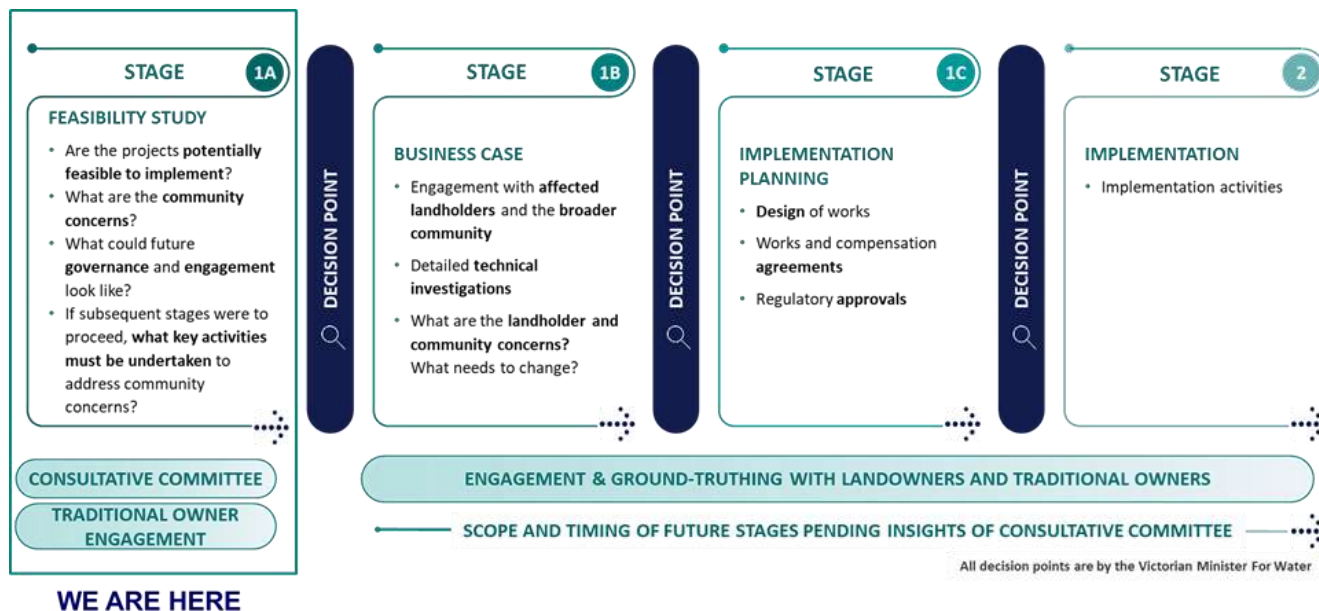 STAGE 1A
FEASIBILITY STUDY
• Are the projects potentially
feasible to implement?
• What are the community
concerns?
• What could future
governance and engagement
look like?
• If subsequent stages were to
proceed, what key activities
must be undertaken to
address community
concerns?
CONSULTATIVE COMMITTEE
TRADITIONAL OWNER
ENGAGEMENT
WE ARE HERE
DECISION POINT
STAGE 1B
BUSINESS CASE
• Engagement with affected
landholders and the broader
community
• Detailed technical
investigations
• What are the landholder and
community concerns?
What needs to change?
DECISION POINT
STAGE 1C
IMPLEMENTATION
PLANNING
• Design of works
• Works and compensation
agreements
• Regulatory approvals
DECISION POINT
STAGE 2
IMPLEMENTATION
• Implementation activities
ENGAGEMENT & GROUND-TRUTHING WITH LANDOWNERS AND TRADITIONAL OWNERS
SCOPE AND TIMING OF FUTURE STAGES PENDING INSIGHTS OF CONSULTATIVE COMMITTEE
All decision points are by the Victorian Minister For Water